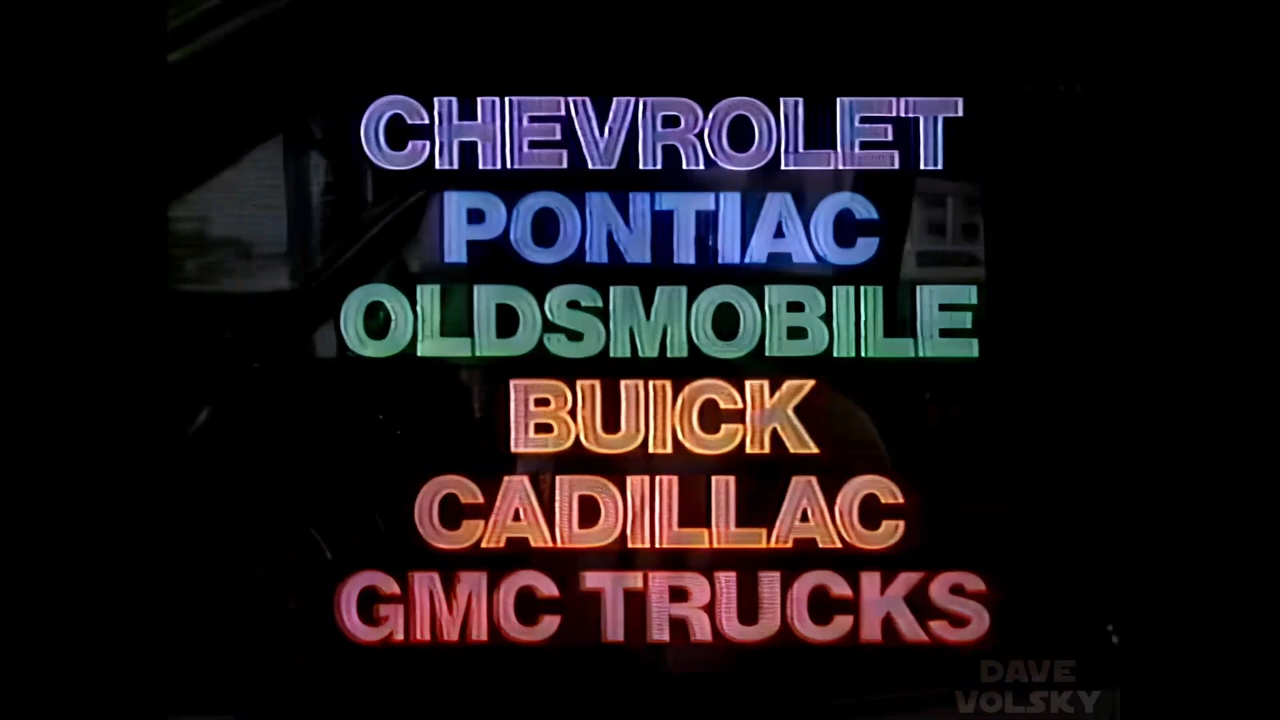 CHEVROLET
PONTIAC
OLDSMOBILE
BUICK
CADILLAC
GMC TRUCKS
DAVE
VOLSKY